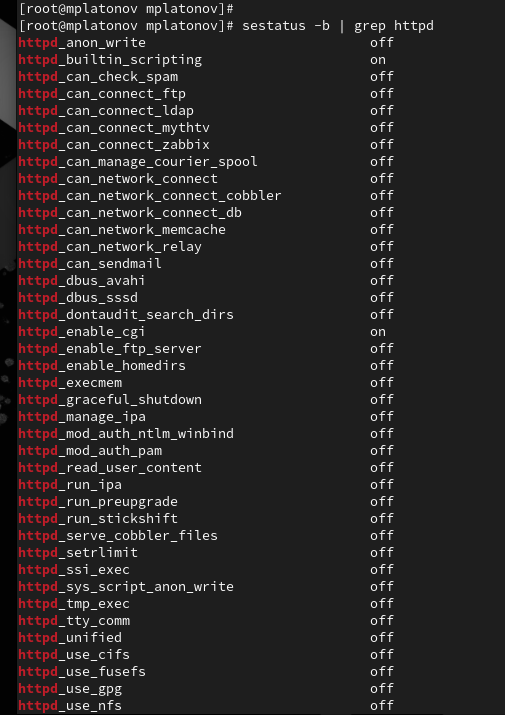 [root@mplatonov mplatonov]#
[root@mplatonov mplatonov]# sestatus -b | grep httpd
httpd_anon_write off
httpd_builtin_scripting on
httpd_can_check_spam off
httpd_can_connect_ftp off
httpd_can_connect_ldap off
httpd_can_connect_mythtv off
httpd_can_connect_zabbix off
httpd_can_manage_courier_spool off
httpd_can_network_connect off
httpd_can_network_connect_cobbler off
httpd_can_network_connect_db off
httpd_can_network_memcache off
httpd_can_network_relay off
httpd_can_sendmail off
httpd_dbus_avahi off
httpd_dbus_sssd off
httpd_dontaudit_search_dirs off
httpd_enable_cgi on
httpd_enable_ftp_server off
httpd_enable_homedirs off
httpd_execmem off
httpd_graceful_shutdown off
httpd_manage_ipa off
httpd_mod_auth_ntlm_winbind off
httpd_mod_auth_pam off
httpd_read_user_content off
httpd_run_ipa off
httpd_run_preupgrade off
httpd_run_stickshift off
httpd_serve_cobbler_files off
httpd_setrlimit off
httpd_ssi_exec off
httpd_sys_script_anon_write off
httpd_tmp_exec off
httpd_tty_comm off
httpd_unified off
httpd_use_cifs off
httpd_use_fusefs off
httpd_use_gpg off
httpd_use_nfs off